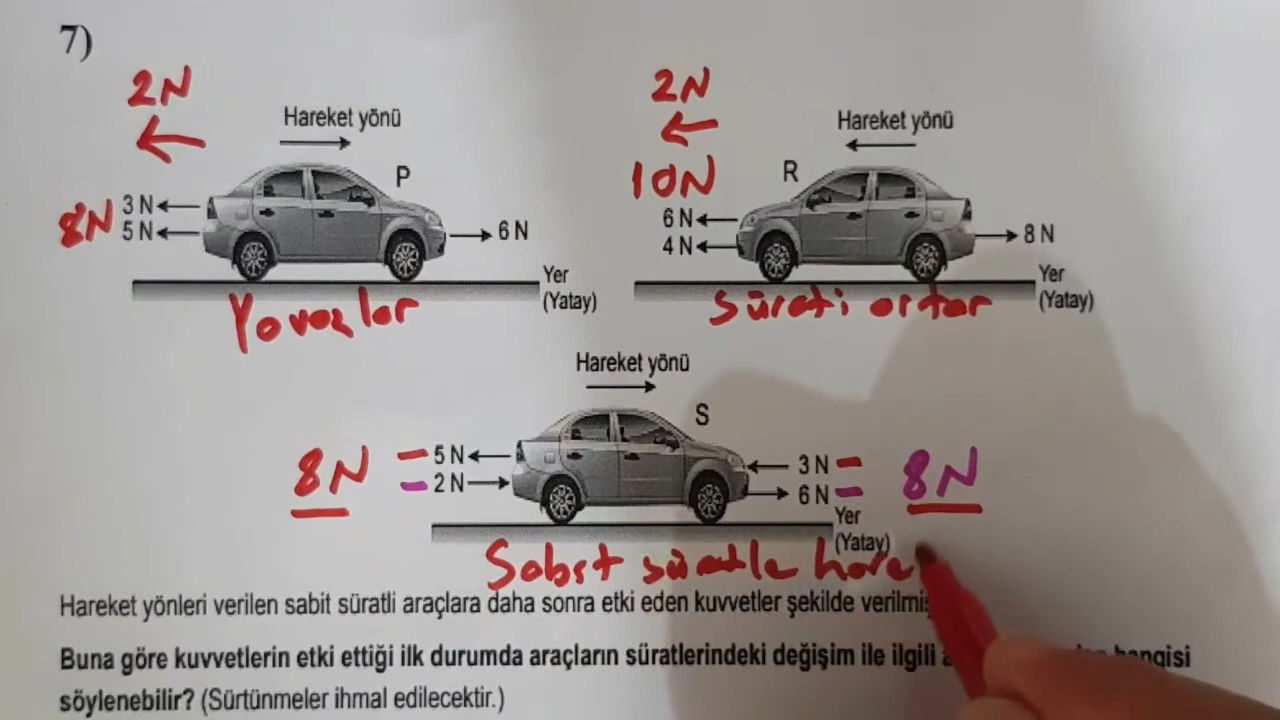 7)
2N
Hareket yönü
P
8N
3 N
5 N
6 N
Yer
(Yatay)
Yavaşlar
2N
Hareket yönü
10N
R
6 N
4 N
8 N
Yer
(Yatay)
Sürati artar
Hareket yönü
S
8N
5 N
2 N
3 N
6 N
8N
Yer
(Yatay)
Sabit süratle hare
Hareket yönleri verilen sabit süratli araçlara daha sonra etki eden kuvvetler şekilde
Buna göre kuvvetlerin etki ettiği ilk durumda araçların süratlerindeki değişim ile ilgili hangisi
söylenebilir? (Sürtünmeler ihmal edilecektir.)